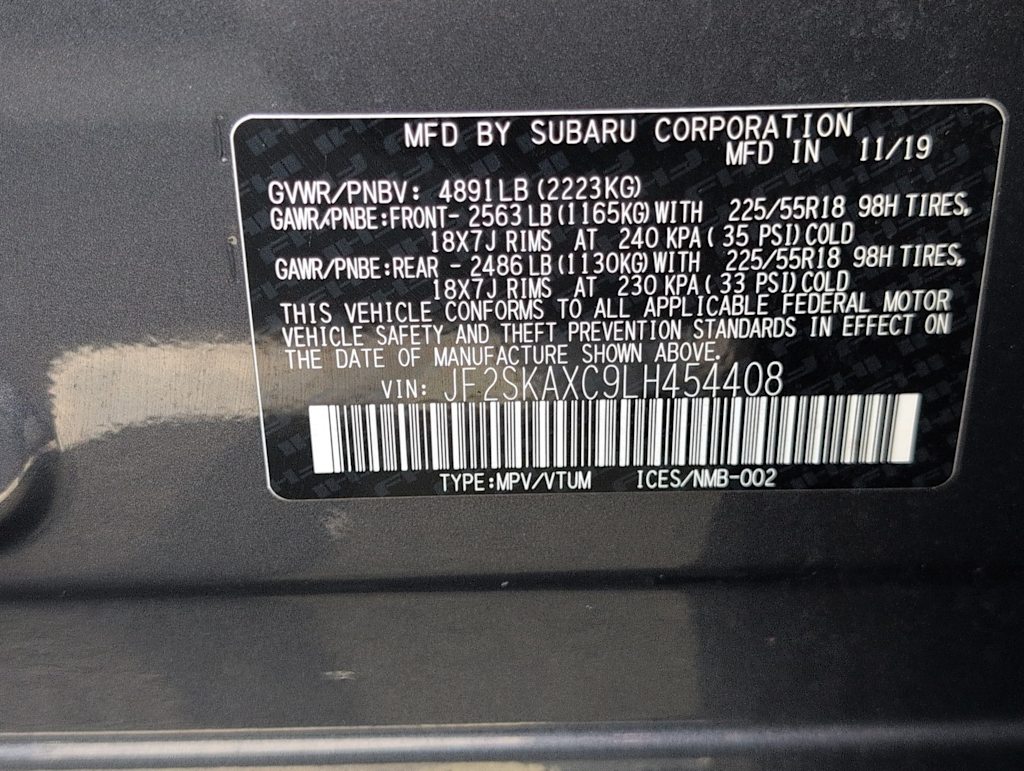 MFD BY SUBARU CORPORATION
MFD IN 11/19
GVWR/PNBV: 4891LB (2223KG)
GAWR/PNBE:FRONT- 2563 LB (1165KG) WITH 225/55R18 98H TIRES,
18X7J RIMS AT 240 KPA ( 35 PSI) COLD
GAWR/PNBE:REAR - 2486 LB (1130KG) WITH 225/55R18 98H TIRES,
18X7J RIMS AT 230 KPA ( 33 PSI) COLD
THIS VEHICLE CONFORMS TO ALL APPLICABLE FEDERAL MOTOR
VEHICLE SAFETY AND THEFT PREVENTION STANDARDS IN EFFECT ON
THE DATE OF MANUFACTURE SHOWN ABOVE.
VIN: JF2SKAXC9LH454408
TYPE:MPV/VTUM ICES/NMB-002